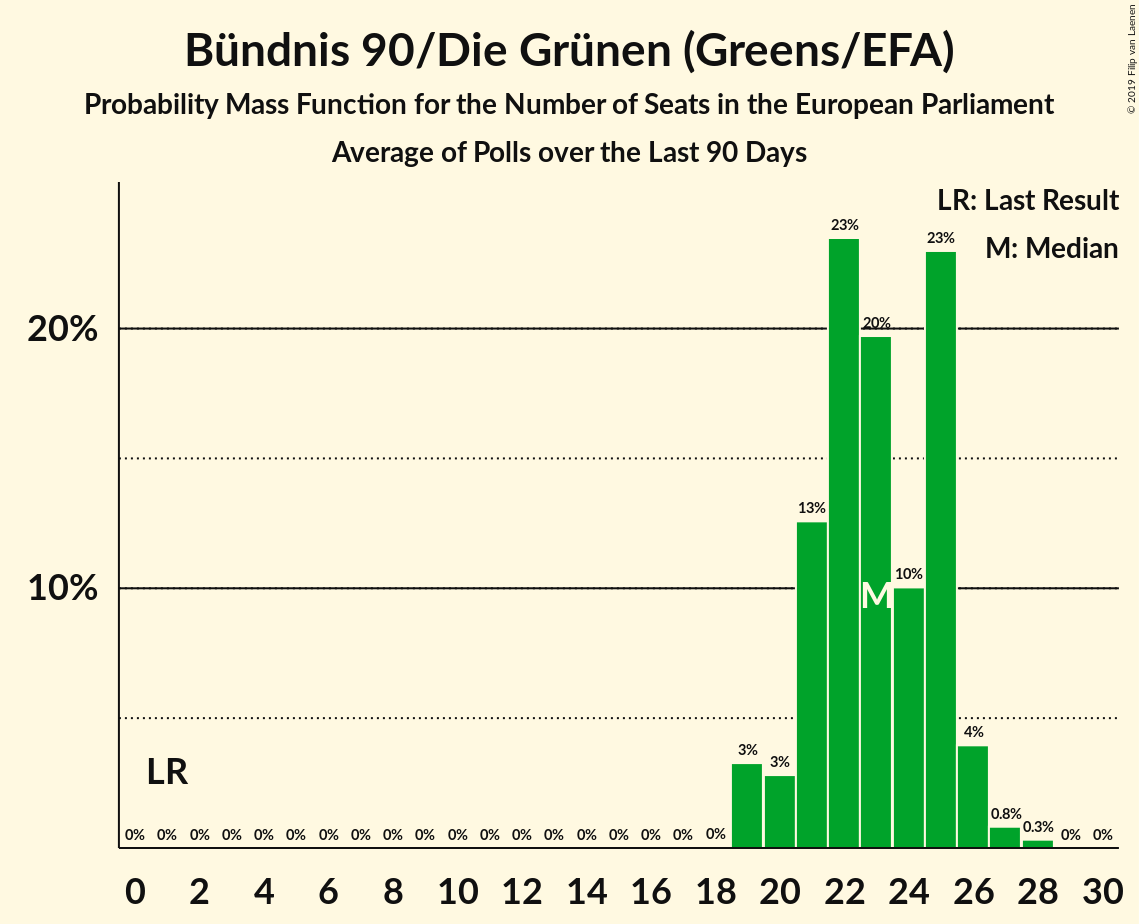 Bündnis 90/Die Grünen (Greens/EFA)
Probability Mass Function for the Number of Seats in the European Parliament
Average of Polls over the Last 90 Days
© 2019 Filip van Laenen
LR: Last Result
M: Median
20%
10%
LR
M
0% 0% 0% 0% 0% 0% 0% 0% 0% 0% 0% 0% 0% 0% 0% 0% 0% 0% 0% 3% 3% 13% 23% 20% 10% 23% 4% 0.8% 0.3% 0% 0%
0 2 4 6 8 10 12 14 16 18 20 22 24 26 28 30